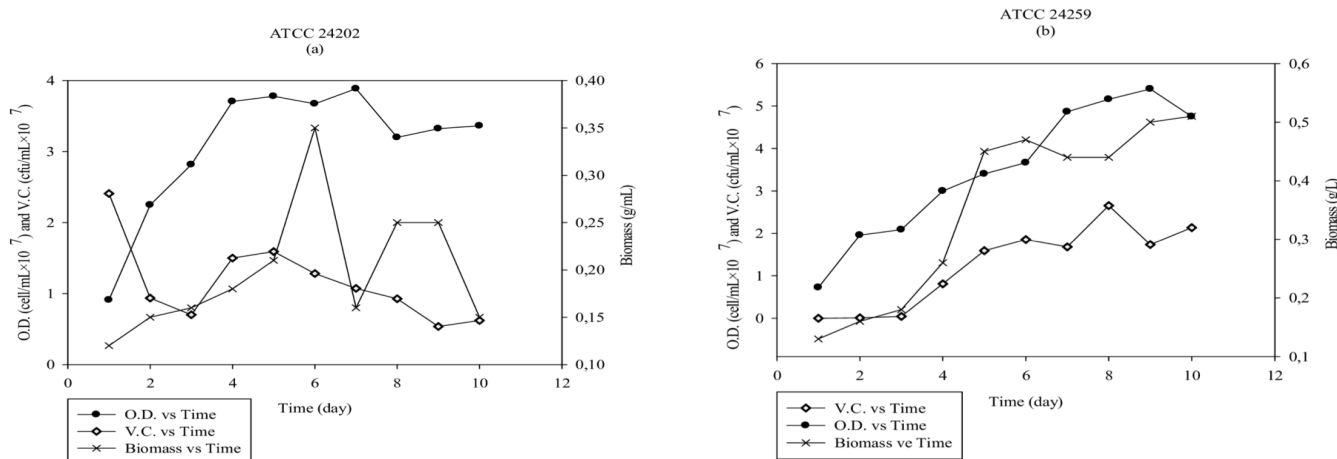 ATCC 24202
(a)
O.D. (cell/mL×10 7) and V.C. (cfu/mL×10 7)
4
3
2
1
0
0,40
0,35
0,30
0,25
0,20
0,15
0,10
Biomass (g/mL)
0 2 4 6 8 10 12
Time (day)
O.D. vs Time
V.C. vs Time
Biomass vs Time
ATCC 24259
(b)
O.D. (cell/mL×10 7) and V.C. (cfu/mL×10 7)
6
5
4
3
2
1
0
0,6
0,5
0,4
0,3
0,2
0,1
Biomass (g/L)
0 2 4 6 8 10 12
Time (day)
V.C. vs Time
O.D. vs Time
Biomass ve Time